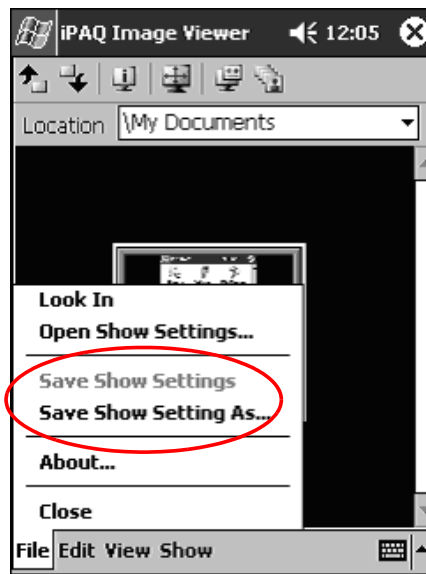 iPAQ Image Viewer 12:05
Location \My Documents
Look In
Open Show Settings...
Save Show Settings
Save Show Setting As...
About...
Close
File Edit View Show